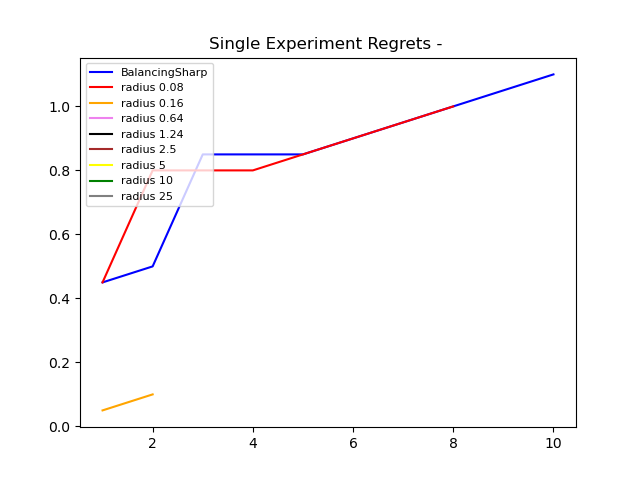 Single Experiment Regrets -
BalancingSharp
radius 0.08
radius 0.16
radius 0.64
radius 1.24
radius 2.5
radius 5
radius 10
radius 25
1.0
0.8
0.6
0.4
0.2
0.0
2 4 6 8 10